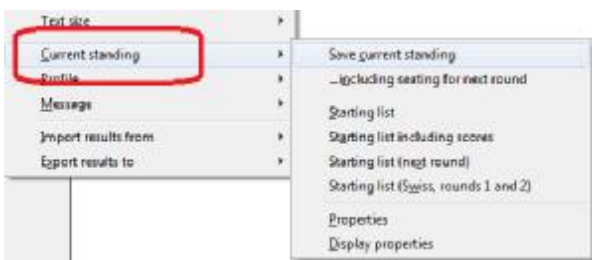 Text size
Current standing
Profile
Message
Import results from
Export results to
Save current standing
...including seating for next round
Starting list
Starting list including scores
Starting list (next round)
Starting list (Swiss, rounds 1 and 2)
Properties
Display properties